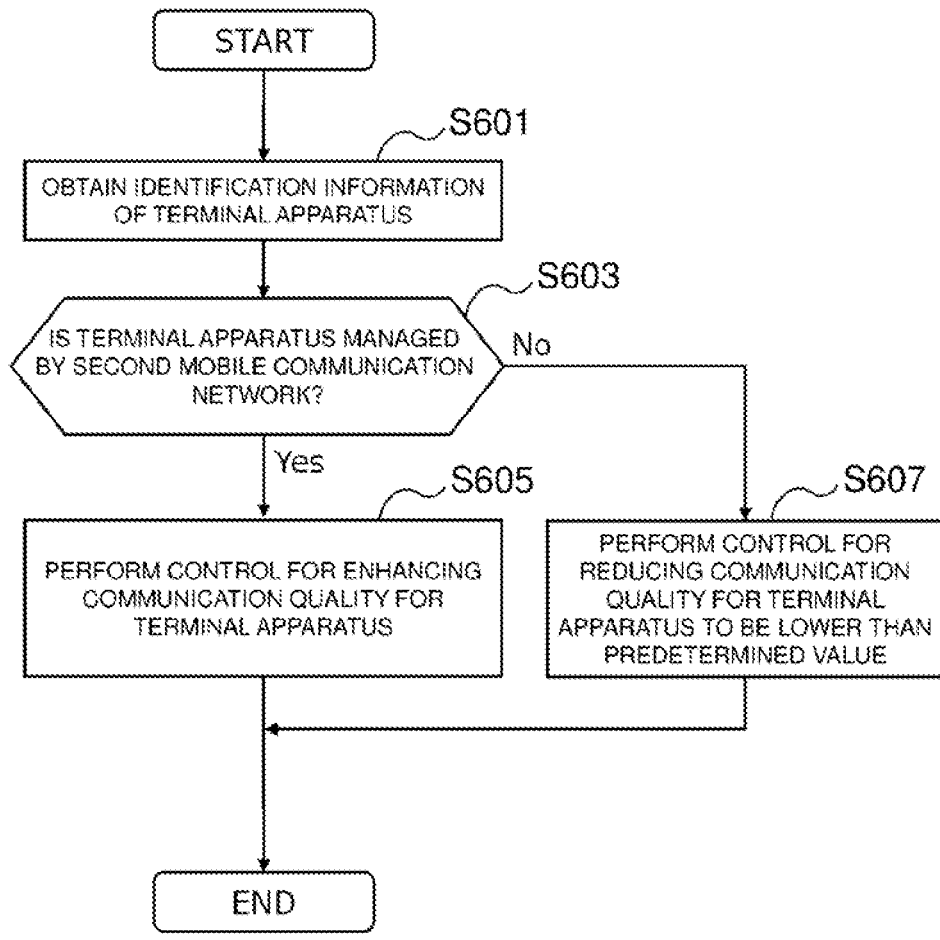 START
S601
OBTAIN IDENTIFICATION INFORMATION
OF TERMINAL APPARATUS
S603
IS TERMINAL APPARATUS MANAGED
BY SECOND MOBILE COMMUNICATION
NETWORK?
No
Yes
S605
PERFORM CONTROL FOR ENHANCING
COMMUNICATION QUALITY FOR
TERMINAL APPARATUS
S607
PERFORM CONTROL FOR
REDUCING COMMUNICATION
QUALITY FOR TERMINAL
APPARATUS TO BE LOWER THAN
PREDETERMINED VALUE
END